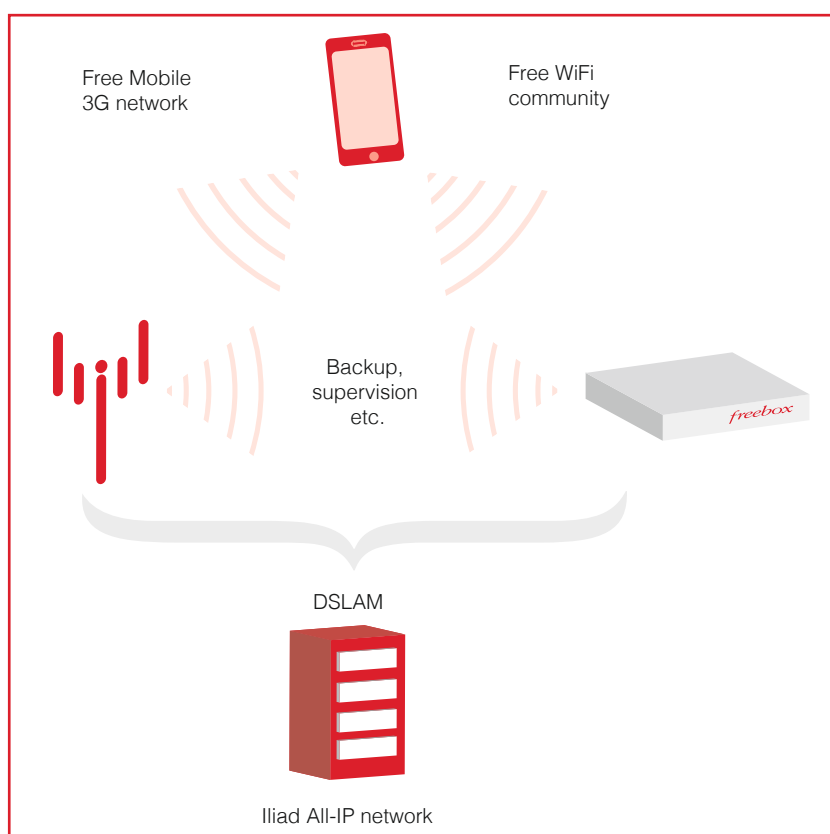 Free Mobile
3G network
Free WiFi
community
Backup,
supervision
etc.
freebox
DSLAM
Iliad All-IP network